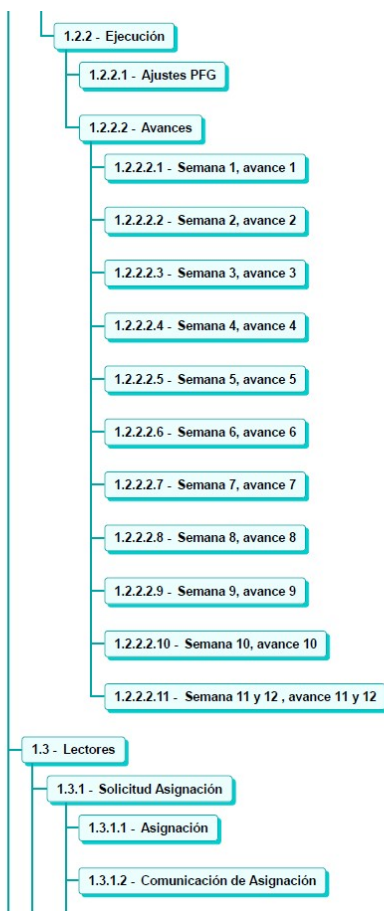 1.2.2 - Ejecución
1.2.2.1 - Ajustes PFG
1.2.2.2 - Avances
1.2.2.2.1 - Semana 1, avance 1
1.2.2.2.2 - Semana 2, avance 2
1.2.2.2.3 - Semana 3, avance 3
1.2.2.2.4 - Semana 4, avance 4
1.2.2.2.5 - Semana 5, avance 5
1.2.2.2.6 - Semana 6, avance 6
1.2.2.2.7 - Semana 7, avance 7
1.2.2.2.8 - Semana 8, avance 8
1.2.2.2.9 - Semana 9, avance 9
1.2.2.2.10 - Semana 10, avance 10
1.2.2.2.11 - Semana 11 y 12 , avance 11 y 12
1.3 - Lectores
1.3.1 - Solicitud Asignación
1.3.1.1 - Asignación
1.3.1.2 - Comunicación de Asignación